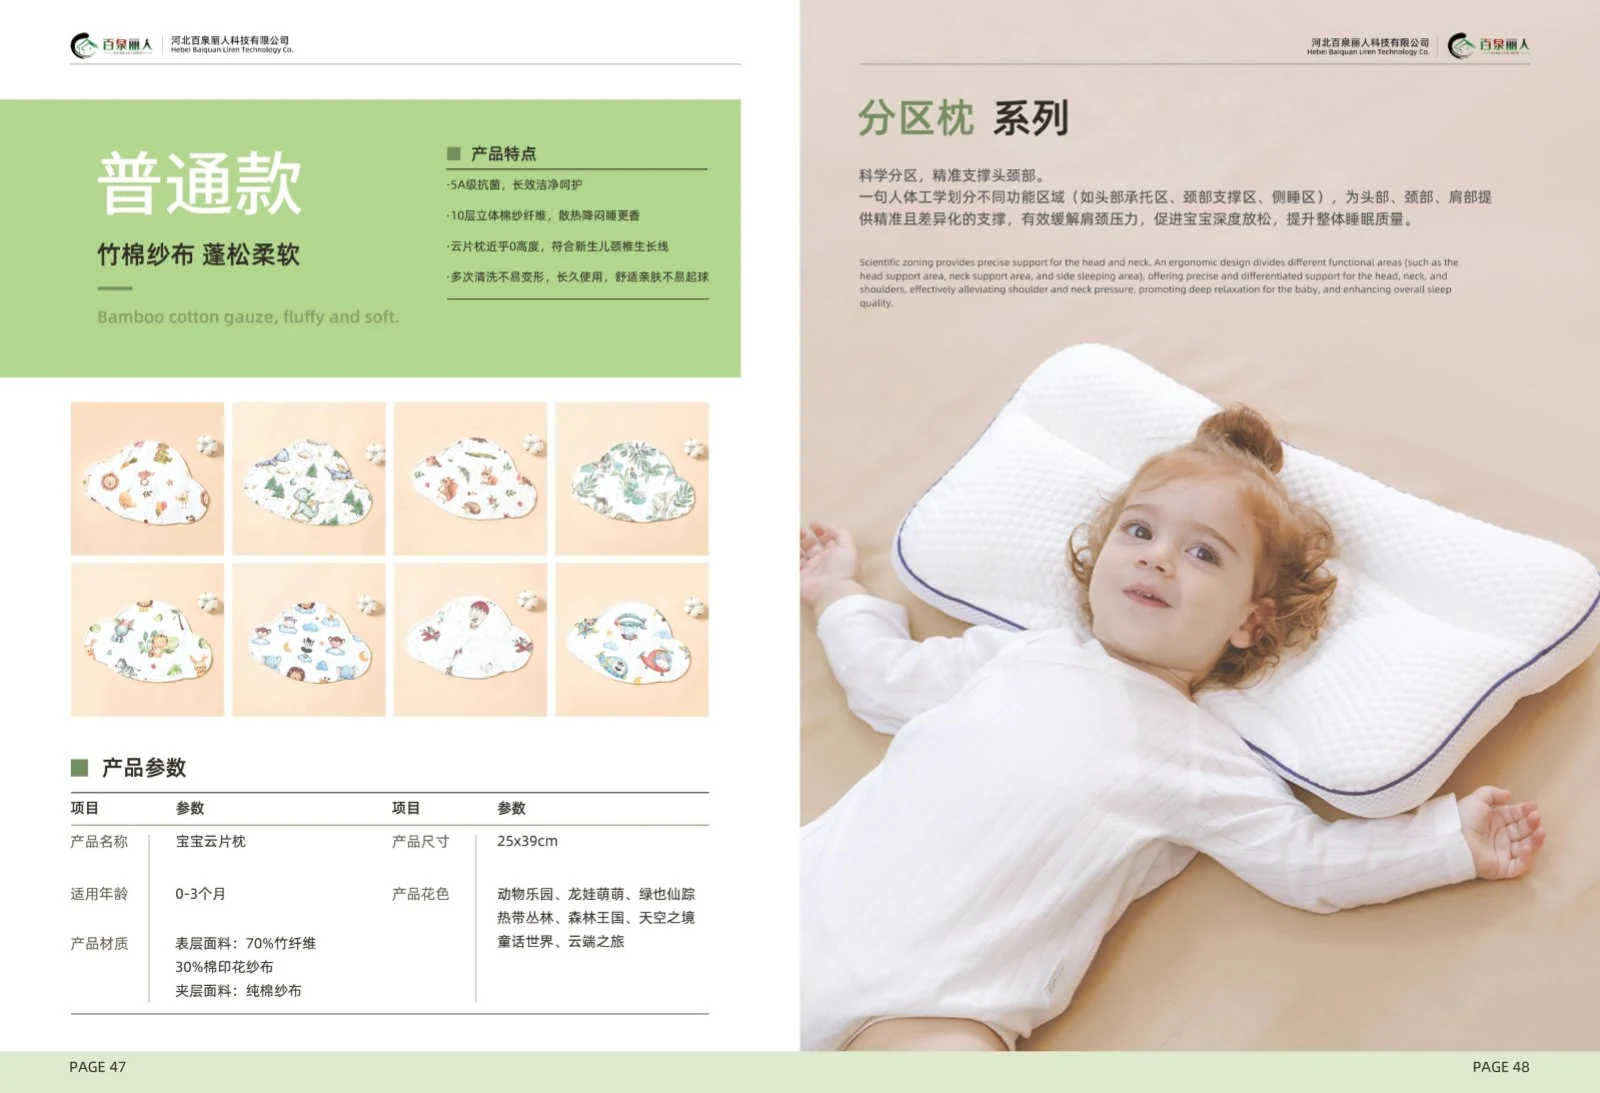 百泉丽人
河北百泉丽人科技有限公司
Hebei Baiquan Liren Technology Co.
普通款
竹棉纱布 蓬松柔软
Bamboo cotton gauze, fluffy and soft.
产品特点
·5A级抗菌，长效洁净呵护
·10层立体棉纱纤维，散热降闷睡更香
·云片枕近乎0高度，符合新生儿颈椎生长线
·多次清洗不易变形，长久使用，舒适亲肤不易起球
产品参数
项目 参数 项目 参数
产品名称 宝宝云片枕 产品尺寸 25x39cm
适用年龄 0-3个月 产品花色 动物乐园、龙娃萌萌、绿也仙踪
热带丛林、森林王国、天空之境
童话世界、云端之旅
产品材质 表层面料：70%竹纤维
30%棉印花纱布
夹层面料：纯棉纱布
PAGE 47
河北百泉丽人科技有限公司
Hebei Baiquan Liren Technology Co.
百泉丽人
分区枕 系列
科学分区，精准支撑头颈部。
一句人体工学划分不同功能区域（如头部承托区、颈部支撑区、侧睡区），为头部、颈部、肩部提
供精准且差异化的支撑，有效缓解肩颈压力，促进宝宝深度放松，提升整体睡眠质量。
Scientific zoning provides precise support for the head and neck. An ergonomic design divides different functional areas (such as the
head support area, neck support area, and side sleeping area), offering precise and differentiated support for the head, neck, and
shoulders, effectively alleviating shoulder and neck pressure, promoting deep relaxation for the baby, and enhancing overall sleep
quality.
PAGE 48